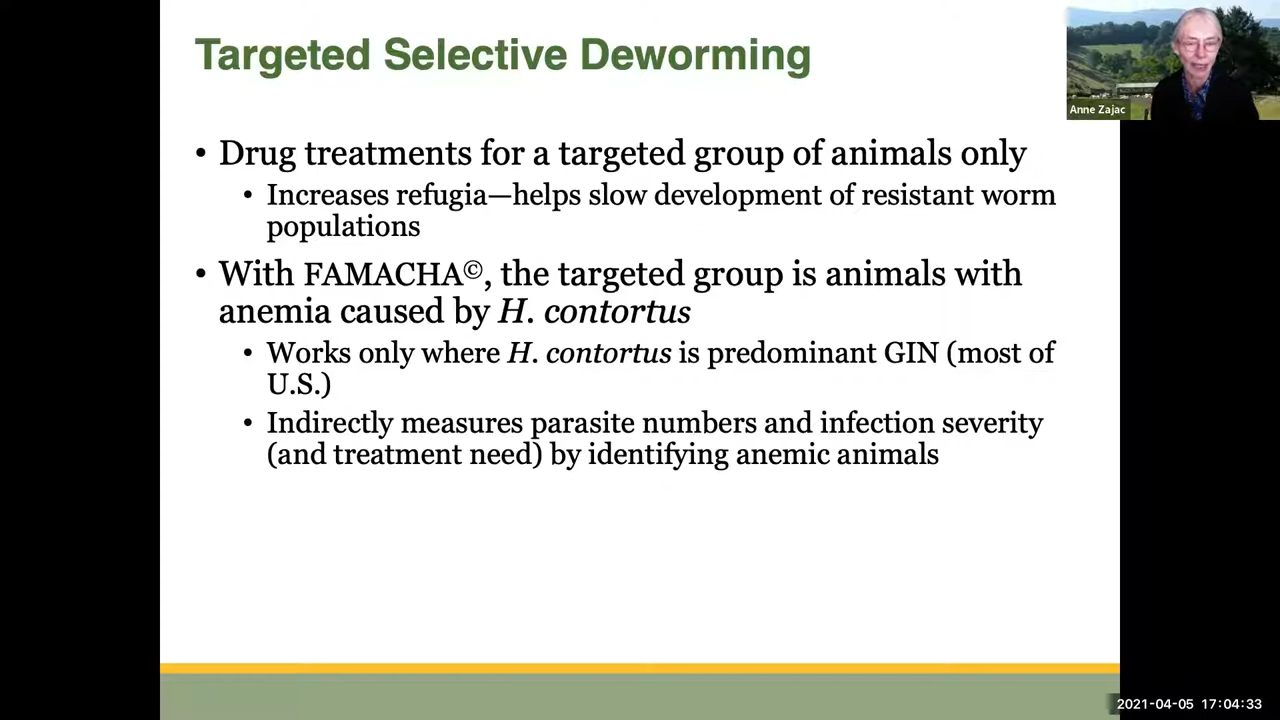 Targeted Selective Deworming
Anne Zajac
• Drug treatments for a targeted group of animals only
• Increases refugia—helps slow development of resistant worm
populations
• With FAMACHA©, the targeted group is animals with
anemia caused by H. contortus
• Works only where H. contortus is predominant GIN (most of
U.S.)
• Indirectly measures parasite numbers and infection severity
(and treatment need) by identifying anemic animals
2021-04-05 17:04:33